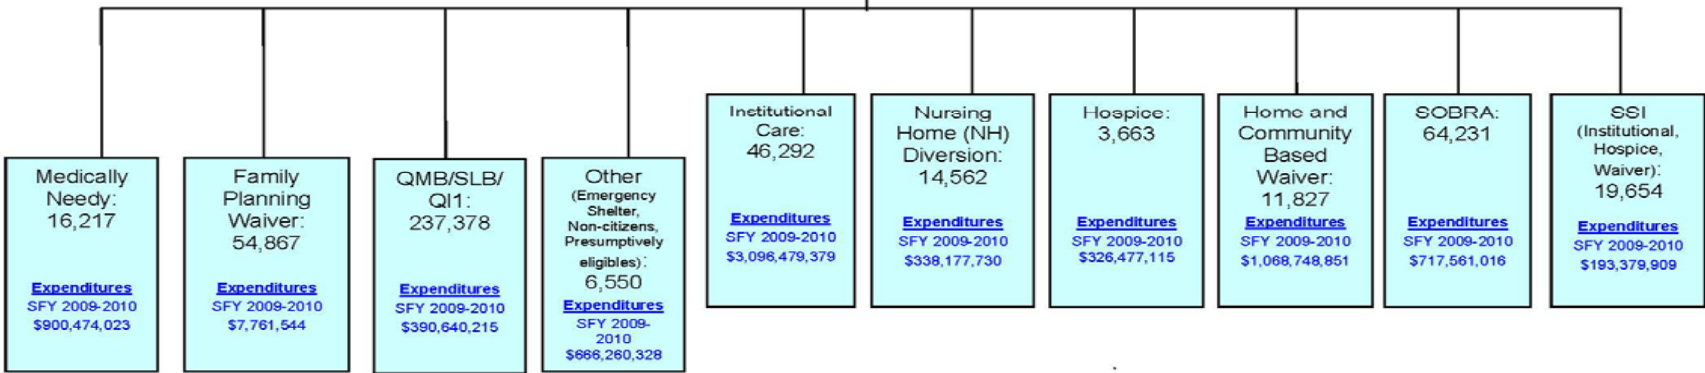 Medically
Needy:
16,217
Expenditures
SFY 2009-2010
$900,474,023
Family
Planning
Waiver:
54,867
Expenditures
SFY 2009-2010
$7,761,544
QMB/SLB/
QI1:
237,378
Expenditures
SFY 2009-2010
$390,640,215
Other
(Emergency
Shelter,
Non-citizens,
Presumptively
eligibles):
6,550
Expenditures
SFY 2009-
2010
$666,260,328
Institutional
Care:
46,292
Expenditures
SFY 2009-2010
$3,096,479,379
Nursing
Home (NH)
Diversion:
14,562
Expenditures
SFY 2009-2010
$338,177,730
Hospice:
3,663
Expenditures
SFY 2009-2010
$326,477,115
Home and
Community
Based
Waiver:
11,827
Expenditures
SFY 2009-2010
$1,068,748,851
SOBRA:
64,231
Expenditures
SFY 2009-2010
$717,561,016
SSI
(Institutional,
Hospice,
Waiver):
19,654
Expenditures
SFY 2009-2010
$193,379,909